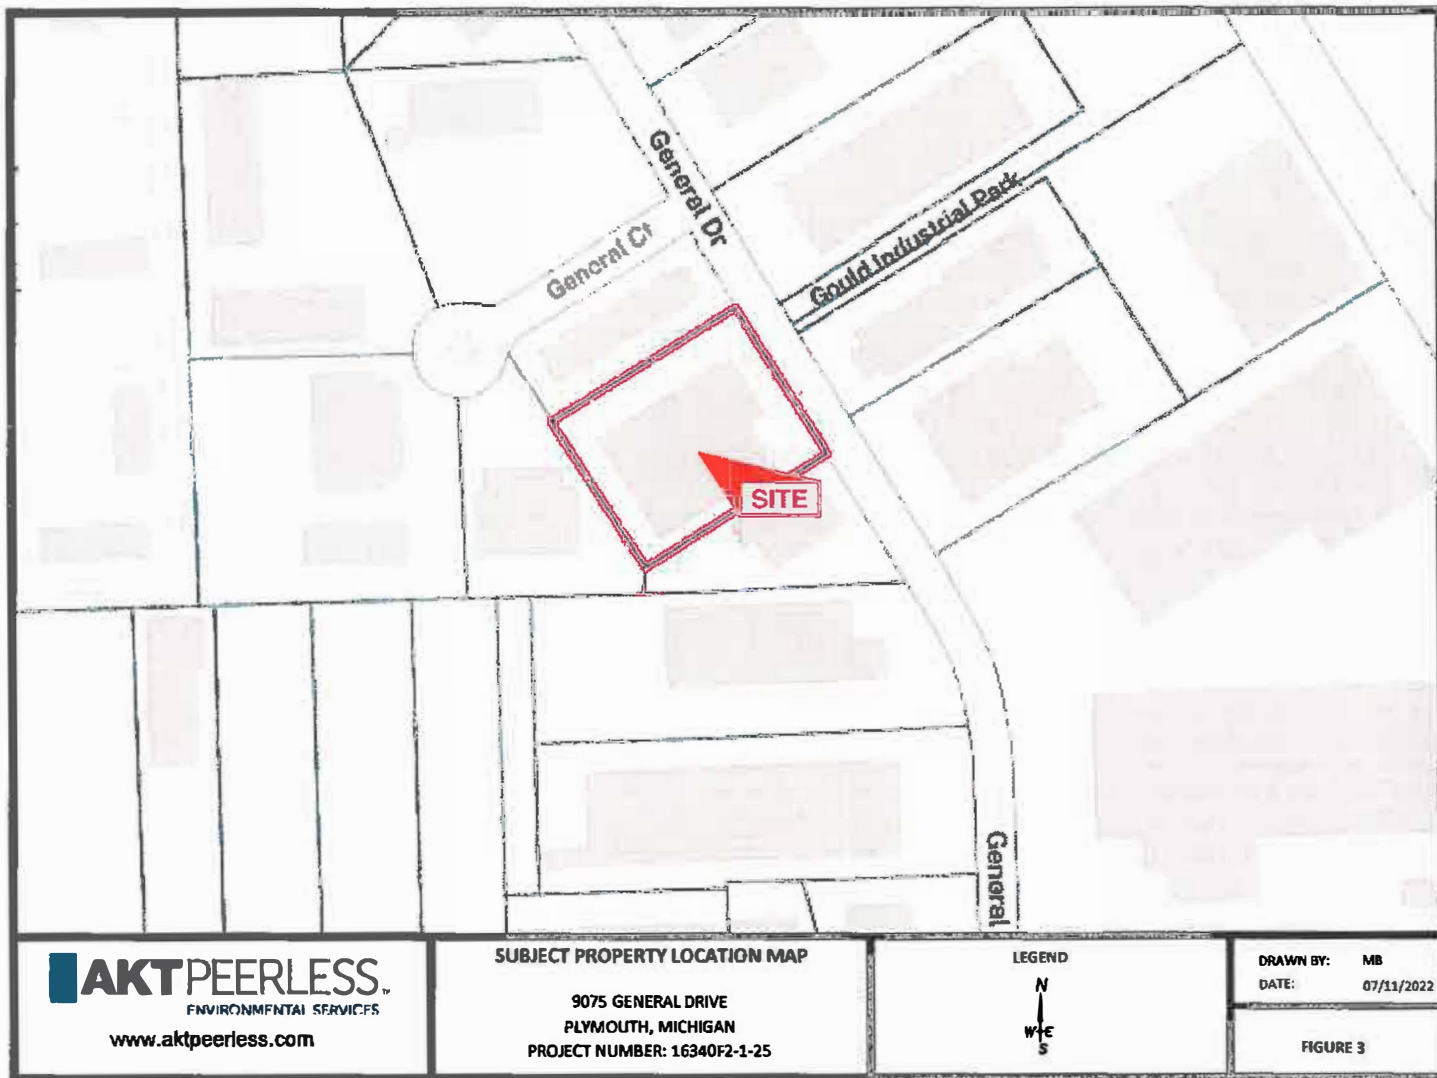 General Dr
General Ct
Gould Industrial Park
SITE
General
AKTPEERLESS™
ENVIRONMENTAL SERVICES
www.aktpeerless.com
SUBJECT PROPERTY LOCATION MAP
9075 GENERAL DRIVE
PLYMOUTH, MICHIGAN
PROJECT NUMBER: 16340F2-1-25
LEGEND
N
W E
S
DRAWN BY: MB
DATE: 07/11/2022
FIGURE 3